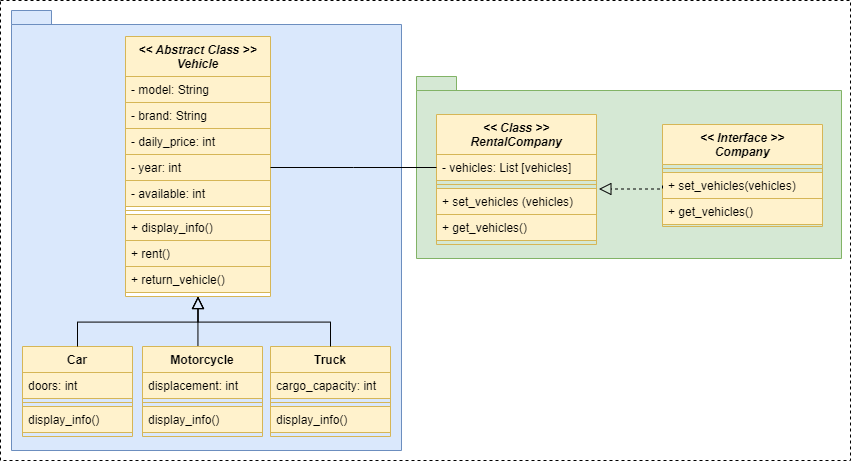 << Abstract Class >>
Vehicle
- model: String
- brand: String
- daily_price: int
- year: int
- available: int
+ display_info()
+ rent()
+ return_vehicle()
Car
doors: int
display_info()
Motorcycle
displacement: int
display_info()
Truck
cargo_capacity: int
display_info()
<< Class >>
RentalCompany
- vehicles: List [vehicles]
+ set_vehicles (vehicles)
+ get_vehicles()
<< Interface >>
Company
+ set_vehicles(vehicles)
+ get_vehicles()